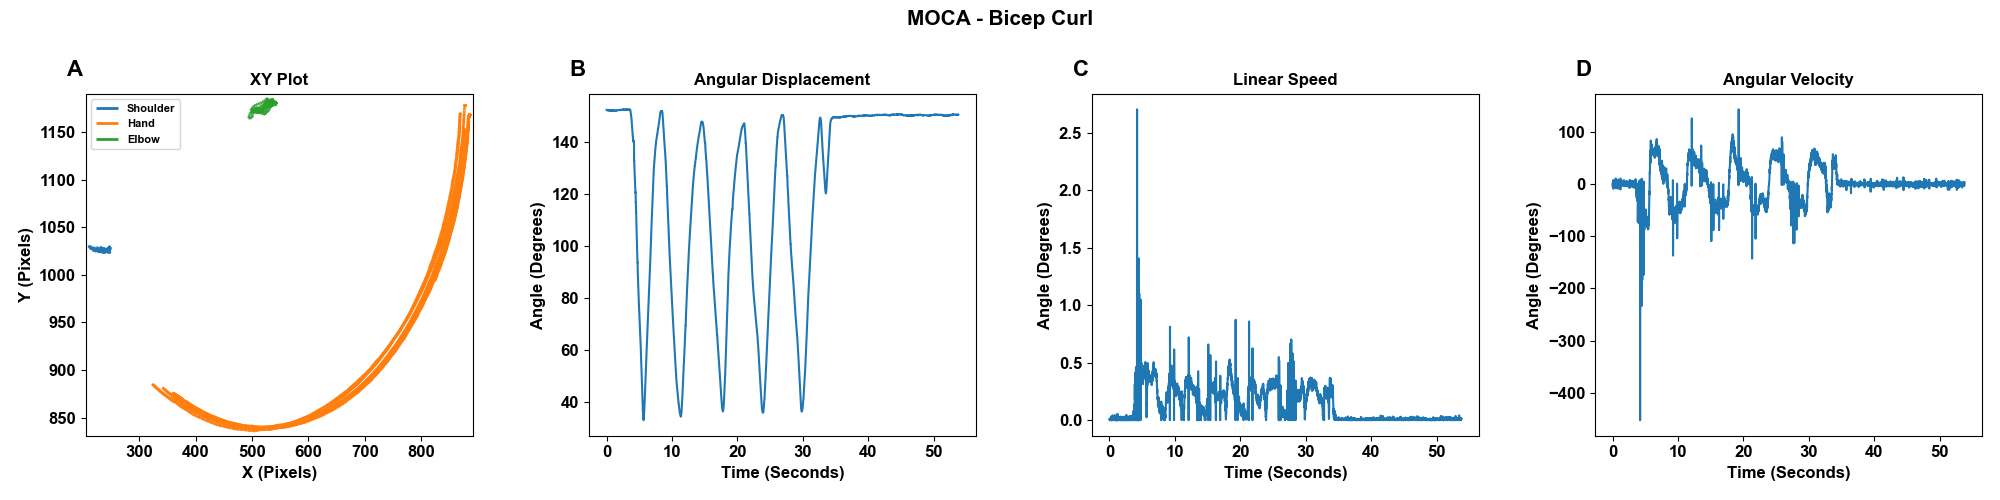 MOCA - Bicep Curl
A
XY Plot
Shoulder
Hand
Elbow
1150
1100
1050
1000
950
900
850
300 400 500 600 700 800
Y (Pixels)
X (Pixels)
B
Angular Displacement
140
120
100
80
60
40
0 10 20 30 40 50
Angle (Degrees)
Time (Seconds)
C
Linear Speed
2.5
2.0
1.5
1.0
0.5
0.0
0 10 20 30 40 50
Angle (Degrees)
Time (Seconds)
D
Angular Velocity
100
0
−100
−200
−300
−400
0 10 20 30 40 50
Angle (Degrees)
Time (Seconds)